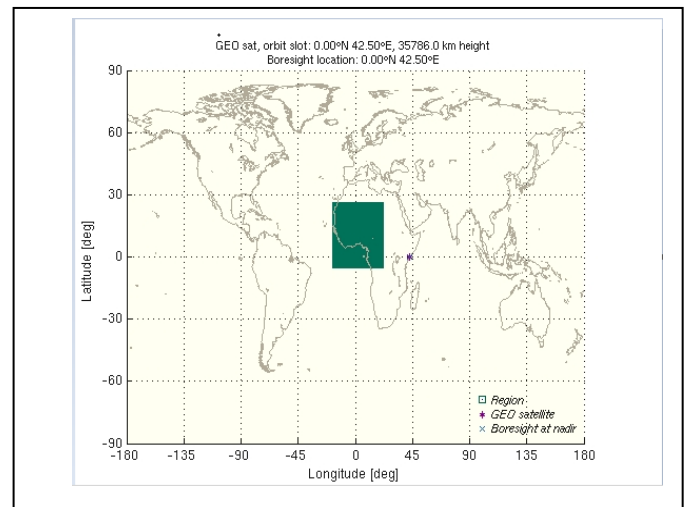 GEO sat, orbit slot: 0.00ºN 42.50ºE, 35786.0 km height
Boresight location: 0.00ºN 42.50ºE
90
60
30
0
-30
-60
-90
Latitude [deg]
-180 -135 -90 -45 0 45 90 135 180
Longitude [deg]
Region
GEO satellite
Boresight at nadir